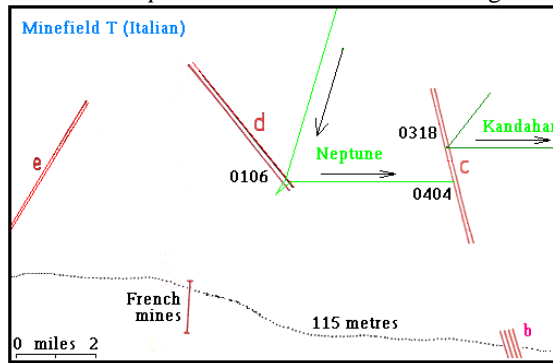 Minefield T (Italian)
d
0318
Kandahar
e
Neptune
0106
c
0404
French
mines
115 metres
b
0 miles 2